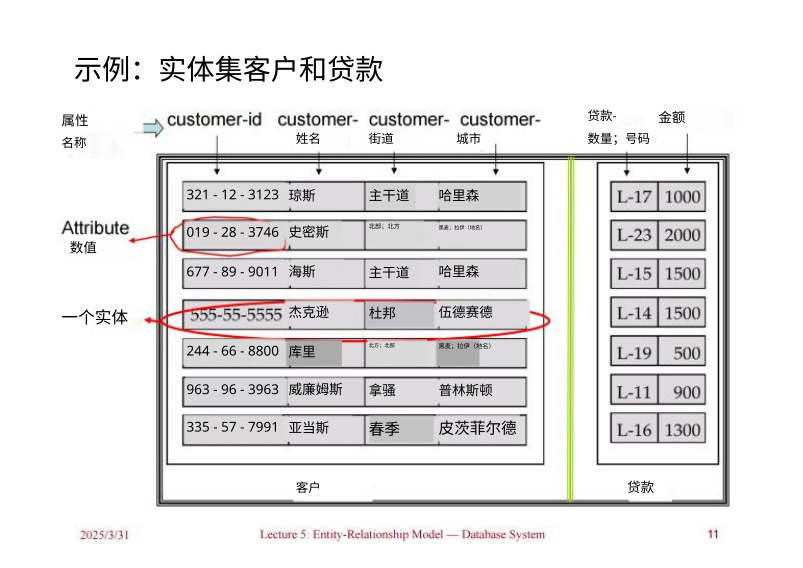 示例：实体集客户和贷款
属性 customer-id customer- customer- customer- 贷款- 金额
名称 姓名 街道 城市 数量；号码
321 - 12 - 3123 琼斯 主干道 哈里森 L-17 1000
Attribute
数值
019 - 28 - 3746 史密斯 北部；北方 黑麦；拉伊（地名） L-23 2000
677 - 89 - 9011 海斯 主干道 哈里森 L-15 1500
一个实体 555-55-5555 杰克逊 杜邦 伍德赛德 L-14 1500
244 - 66 - 8800 库里 北方；北部 黑麦；拉伊（地名） L-19 500
963 - 96 - 3963 威廉姆斯 拿骚 普林斯顿 L-11 900
335 - 57 - 7991 亚当斯 春季 皮茨菲尔德 L-16 1300
客户 贷款
2025/3/31 Lecture 5: Entity-Relationship Model — Database System 11